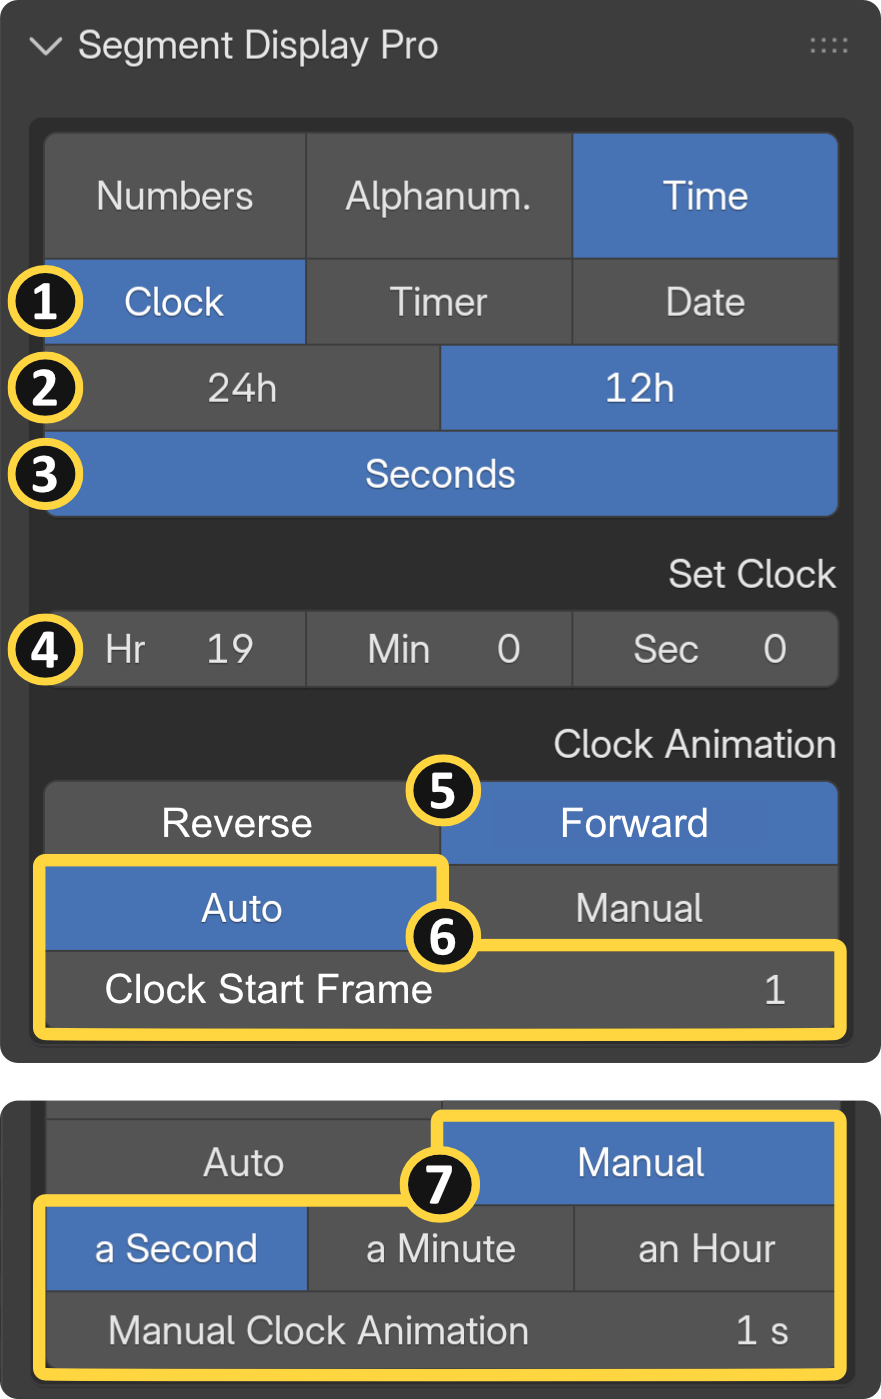 Segment Display Pro
Numbers Alphanum. Time
1 Clock Timer Date
2 24h 12h
3 Seconds
Set Clock
4 Hr 19 Min 0 Sec 0
Clock Animation
5
Reverse Forward
Auto Manual
6
Clock Start Frame 1
Auto Manual
7
a Second a Minute an Hour
Manual Clock Animation 1 s